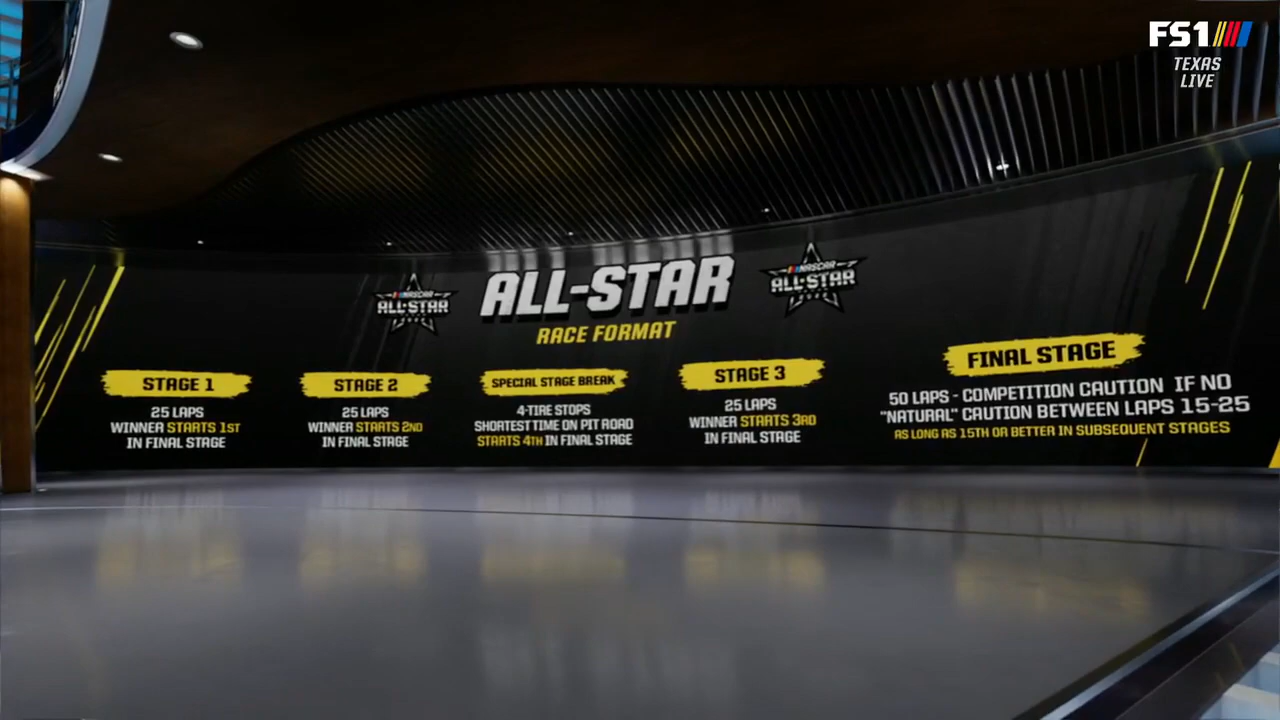 FS1
TEXAS
LIVE
NASCAR
ALL-STAR
ALL-STAR
NASCAR
ALL-STAR
RACE FORMAT
STAGE 1
25 LAPS
WINNER STARTS 1ST
IN FINAL STAGE
STAGE 2
25 LAPS
WINNER STARTS 2ND
IN FINAL STAGE
SPECIAL STAGE BREAK
4-TIRE STOPS
SHORTEST TIME ON PIT ROAD
STARTS 4TH IN FINAL STAGE
STAGE 3
25 LAPS
WINNER STARTS 3RD
IN FINAL STAGE
FINAL STAGE
50 LAPS - COMPETITION CAUTION IF NO
"NATURAL" CAUTION BETWEEN LAPS 15-25
AS LONG AS 15TH OR BETTER IN SUBSEQUENT STAGES